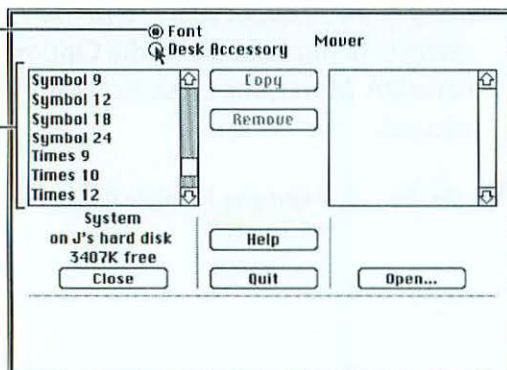 Font
Desk Accessory
Mover
Symbol 9
Symbol 12
Symbol 18
Symbol 24
Times 9
Times 10
Times 12
Copy
Remove
System
on J's hard disk
3407K free
Close
Help
Quit
Open...